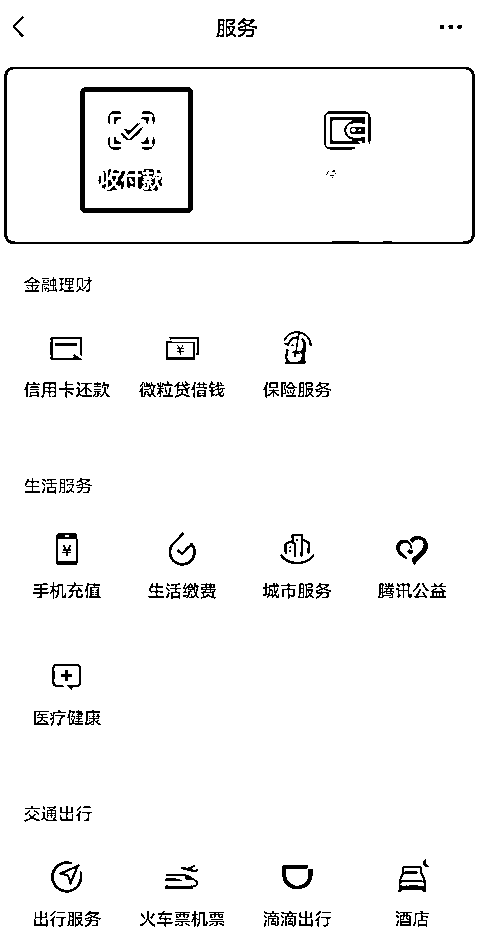 服务
收付款
金融理财
信用卡还款 微粒贷借钱 保险服务
生活服务
手机充值 生活缴费 城市服务 腾讯公益
医疗健康
交通出行
出行服务 火车票机票 滴滴出行 酒店